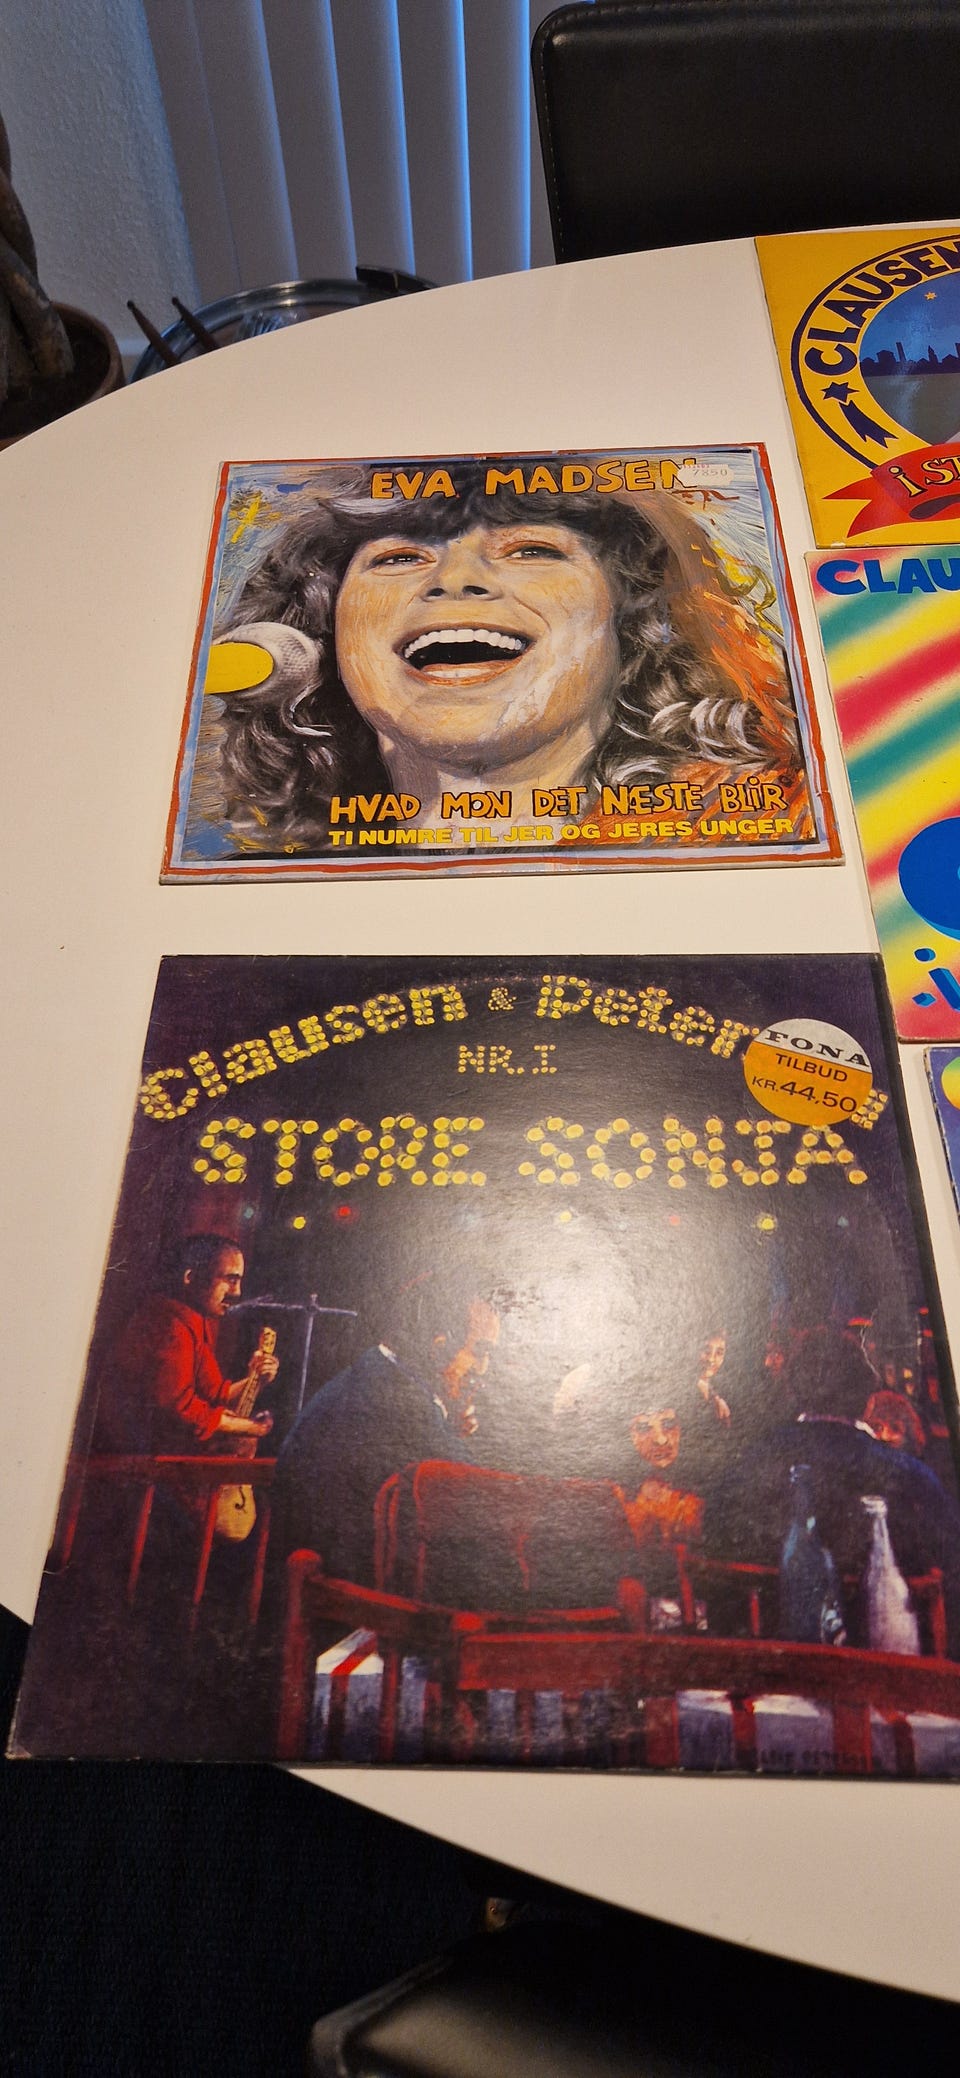 CLAUSEN
i ST
CLAU
EVA MADSEN
7850
HVAD MON DET NÆSTE BLIR
TI NUMRE TIL JER OG JERES UNGER
Clausen & Peter
NR.I
STORE SONJA
FONA
TILBUD
KR.44,50